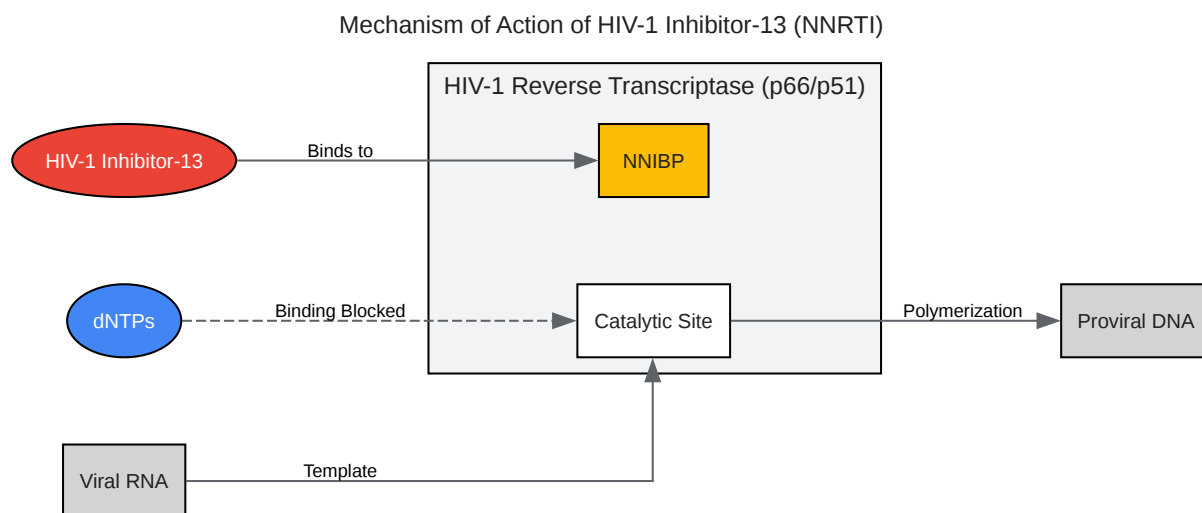 Mechanism of Action of HIV-1 Inhibitor-13 (NNRTI)
HIV-1 Reverse Transcriptase (p66/p51)
HIV-1 Inhibitor-13
Binds to
NNIBP
dNTPs
Binding Blocked
Catalytic Site
Polymerization
Proviral DNA
Viral RNA
Template